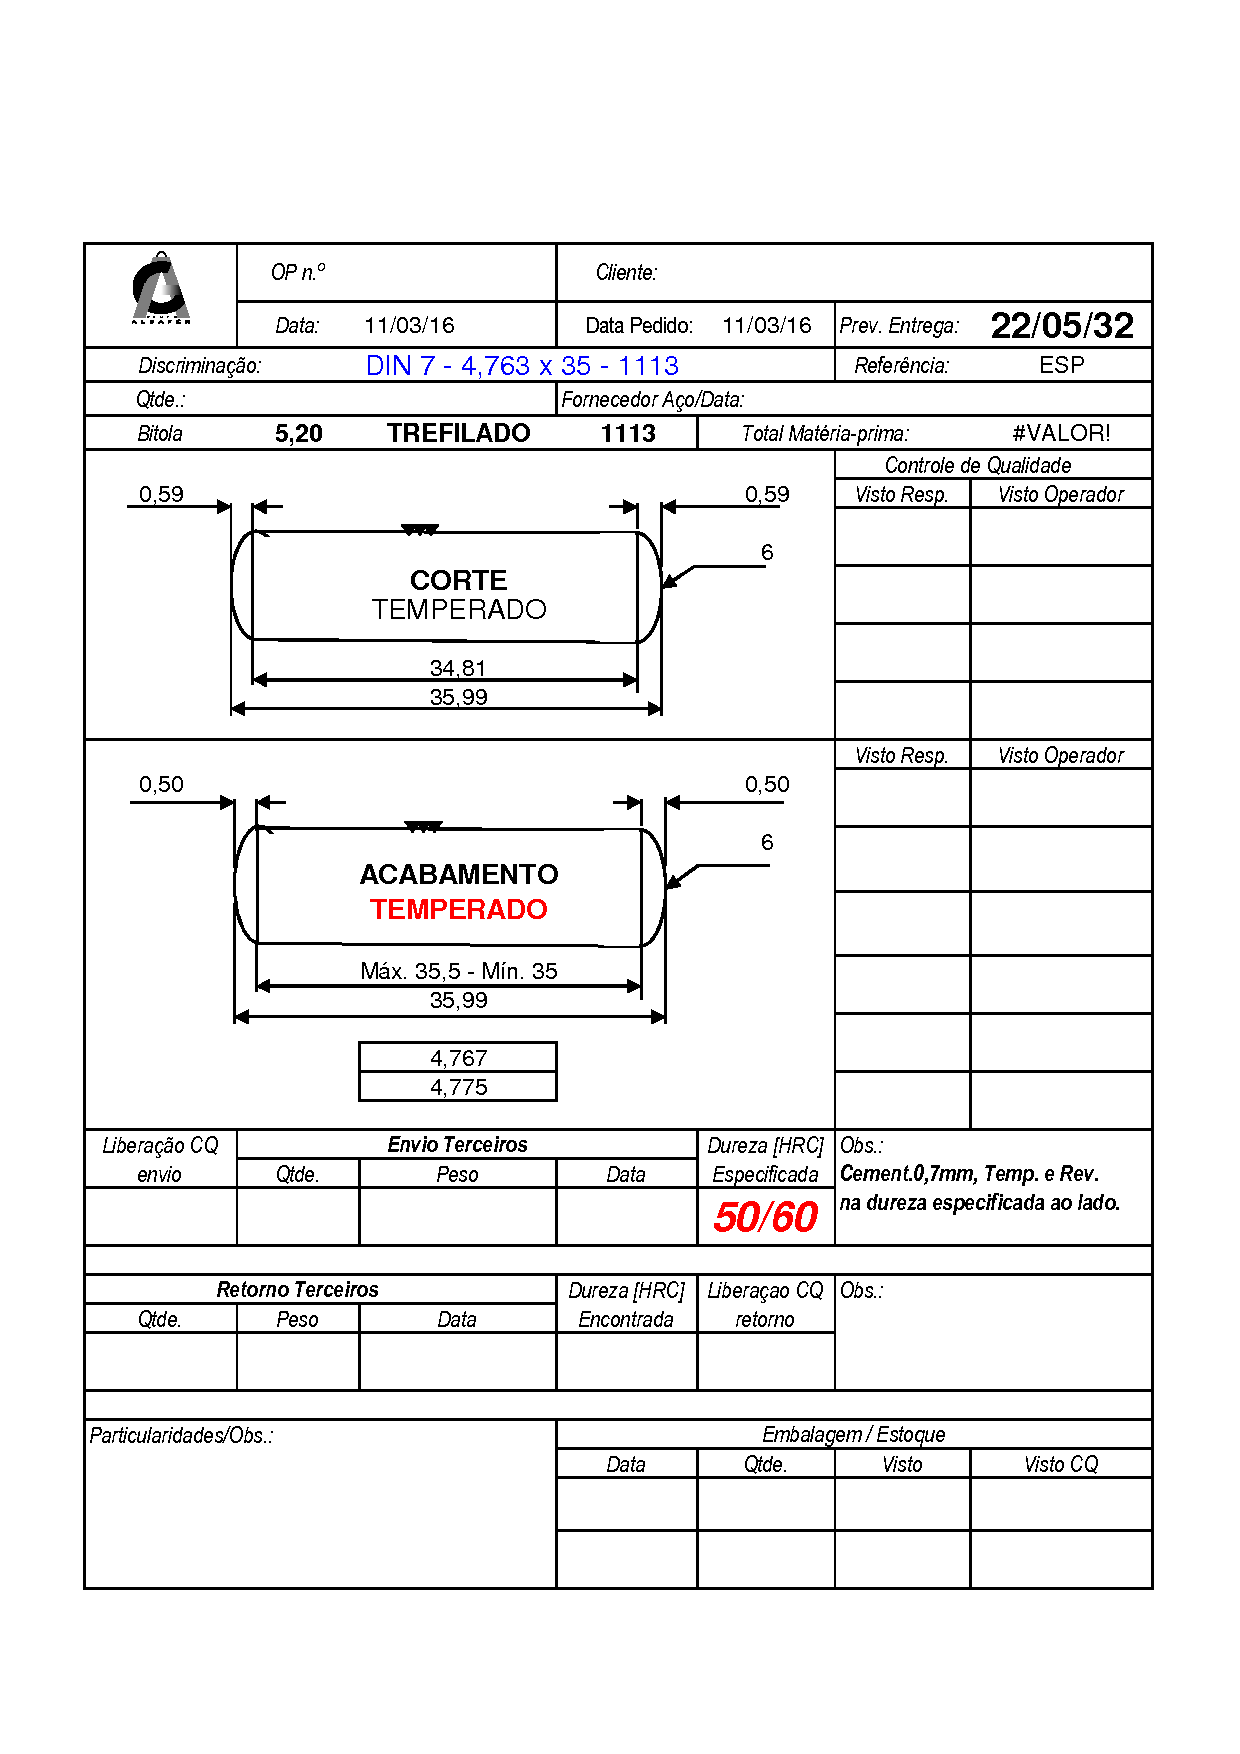 ALFAFER
OP n.º Cliente:
Data: 11/03/16 Data Pedido: 11/03/16 Prev. Entrega: 22/05/32
Discriminação: DIN 7 - 4,763 x 35 - 1113 Referência: ESP
Qtde.: Fornecedor Aço/Data:
Bitola 5,20 TREFILADO 1113 Total Matéria-prima: #VALOR!
Controle de Qualidade
0,59 0,59 Visto Resp. Visto Operador
6
CORTE
TEMPERADO
34,81
35,99
Visto Resp. Visto Operador
0,50 0,50
6
ACABAMENTO
TEMPERADO
Máx. 35,5 - Mín. 35
35,99
4,767
4,775
Liberação CQ Envio Terceiros Dureza [HRC] Obs.:
envio Qtde. Peso Data Especificada Cement.0,7mm, Temp. e Rev.
50/60 na dureza especificada ao lado.
Retorno Terceiros Dureza [HRC] Liberaçao CQ Obs.:
Qtde. Peso Data Encontrada retorno
Particularidades/Obs.: Embalagem / Estoque
Data Qtde. Visto Visto CQ